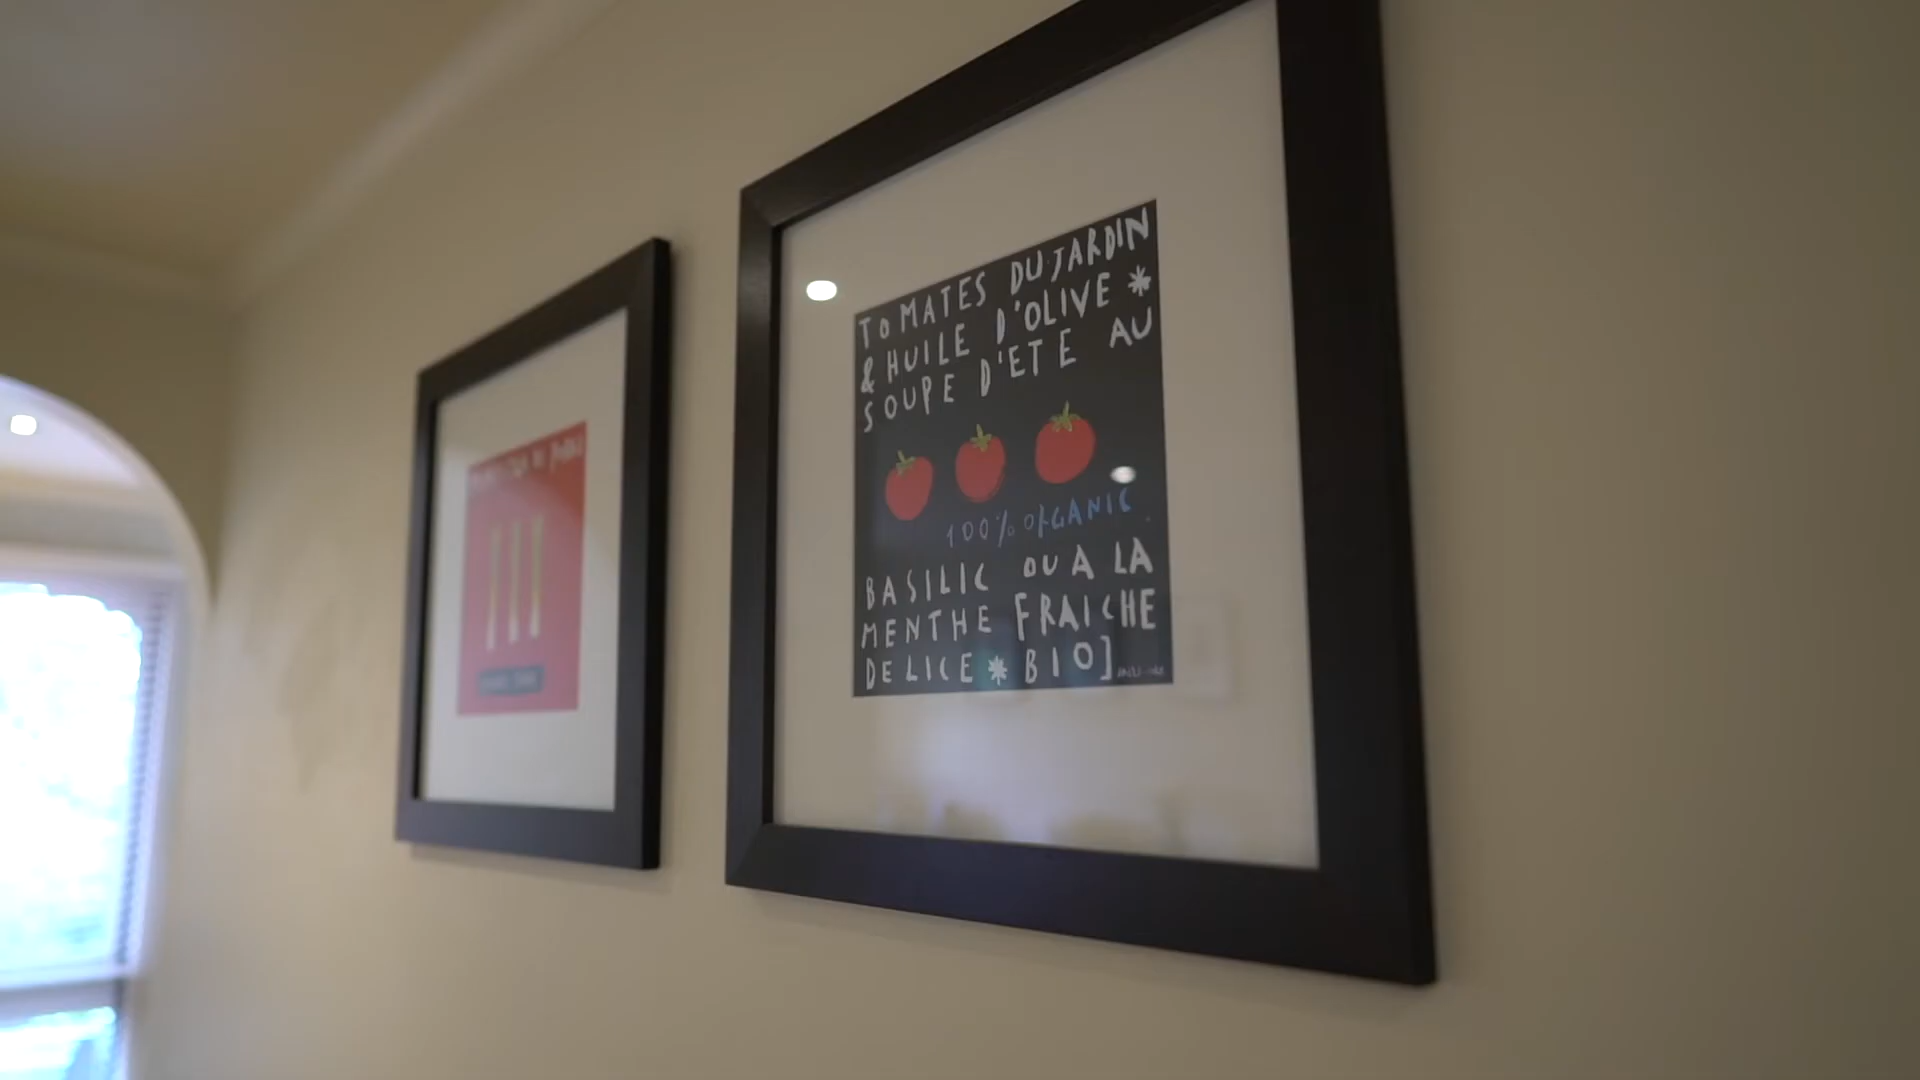 TOMATES DU JARDIN
& HUILE D'OLIVE *
SOUPE D'ETE AU
100% ORGANIC.
BASILIC OU A LA
MENTHE FRAICHE
DELICE * BIO]